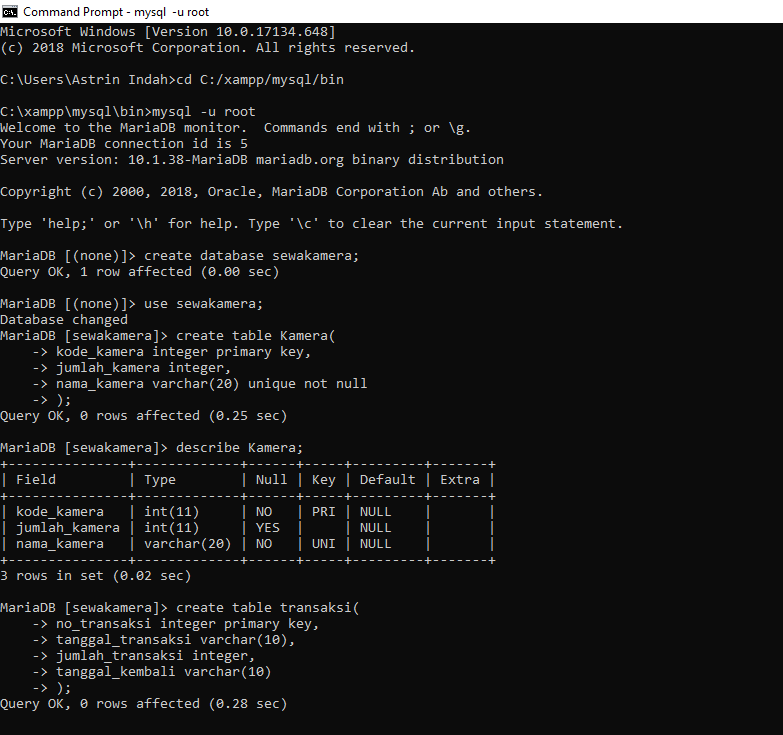 Command Prompt - mysql  -u root
Microsoft Windows [Version 10.0.17134.648]
(c) 2018 Microsoft Corporation. All rights reserved.

C:\Users\Astrin Indah>cd C:/xampp/mysql/bin

C:\xampp\mysql\bin>mysql -u root
Welcome to the MariaDB monitor.  Commands end with ; or \g.
Your MariaDB connection id is 5
Server version: 10.1.38-MariaDB mariadb.org binary distribution

Copyright (c) 2000, 2018, Oracle, MariaDB Corporation Ab and others.

Type 'help;' or '\h' for help. Type '\c' to clear the current input statement.

MariaDB [(none)]> create database sewakamera;
Query OK, 1 row affected (0.00 sec)

MariaDB [(none)]> use sewakamera;
Database changed
MariaDB [sewakamera]> create table Kamera(
    -> kode_kamera integer primary key,
    -> jumlah_kamera integer,
    -> nama_kamera varchar(20) unique not null
    -> );
Query OK, 0 rows affected (0.25 sec)

MariaDB [sewakamera]> describe Kamera;
+---------------+-------------+------+-----+---------+-------+
| Field         | Type        | Null | Key | Default | Extra |
+---------------+-------------+------+-----+---------+-------+
| kode_kamera   | int(11)     | NO   | PRI | NULL    |       |
| jumlah_kamera | int(11)     | YES  |     | NULL    |       |
| nama_kamera   | varchar(20) | NO   | UNI | NULL    |       |
+---------------+-------------+------+-----+---------+-------+
3 rows in set (0.02 sec)

MariaDB [sewakamera]> create table transaksi(
    -> no_transaksi integer primary key,
    -> tanggal_transaksi varchar(10),
    -> jumlah_transaksi integer,
    -> tanggal_kembali varchar(10)
    -> );
Query OK, 0 rows affected (0.28 sec)